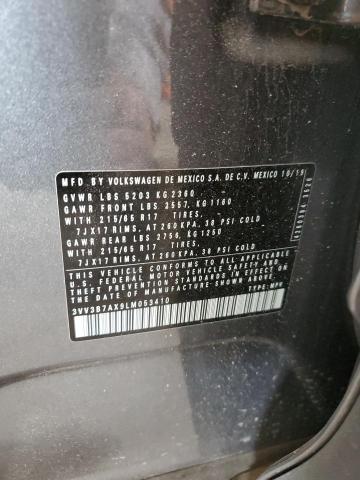 MFD BY VOLKSWAGEN DE MEXICO S.A. DE C.V. MEXICO 10/19
GVWR LBS 5203 KG 2360
GAWR FRONT LBS 2557, KG 1160
WITH 215/65 R17 TIRES,
7JX17 RIMS, AT 260 KPA, 38 PSI COLD
GAWR REAR LBS 2756, KG 1250
WITH 215/65 R17 TIRES,
7JX17 RIMS, AT 260 KPA, 38 PSI COLD
THIS VEHICLE CONFORMS TO ALL APPLICABLE
U.S. FEDERAL MOTOR VEHICLE SAFETY, BUMPER AND
THEFT PREVENTION STANDARDS IN EFFECT ON THE
DATE OF MANUFACTURE SHOWN ABOVE
TYPE: MPV
3VV3B7AX9LM053410